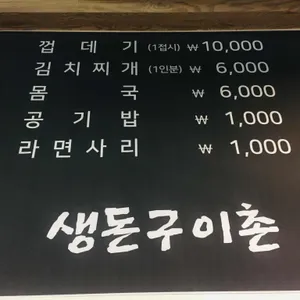 껍데기 (1접시) ₩ 10,000
김치찌개 (1인분) ₩ 6,000
몸국 ₩ 6,000
공기밥 ₩ 1,000
라면사리 ₩ 1,000
생돈구이촌